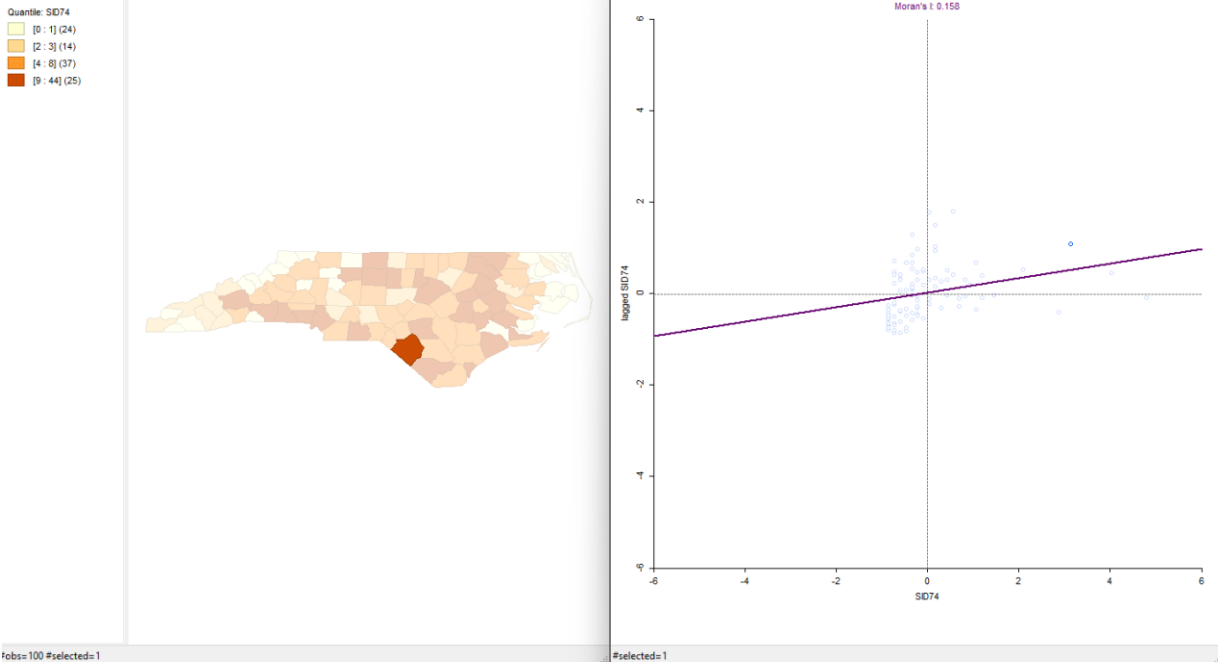 Quantile: SID74
[0 : 1] (24)
[2 : 3] (14)
[4 : 8] (37)
[9 : 44] (25)
#obs=100 #selected=1
Moran's I: 0.158
6
4
2
0
-2
-4
-6
lagged SID74
-6 -4 -2 0 2 4 6
SID74
#selected=1